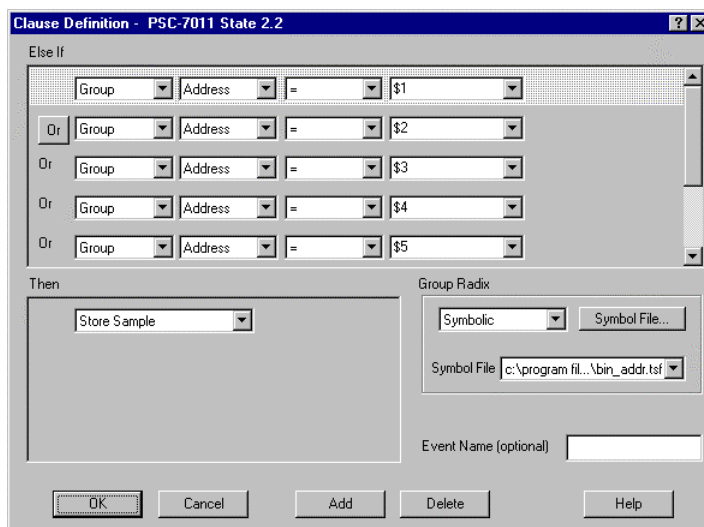 Clause Definition - PSC-7011 State 2.2
Else If
Group Address = $1
Or Group Address = $2
Or Group Address = $3
Or Group Address = $4
Or Group Address = $5
Then
Store Sample
Group Radix
Symbolic Symbol File...
Symbol File c:\program fil...\bin_addr.tsf
Event Name (optional)
OK Cancel Add Delete Help